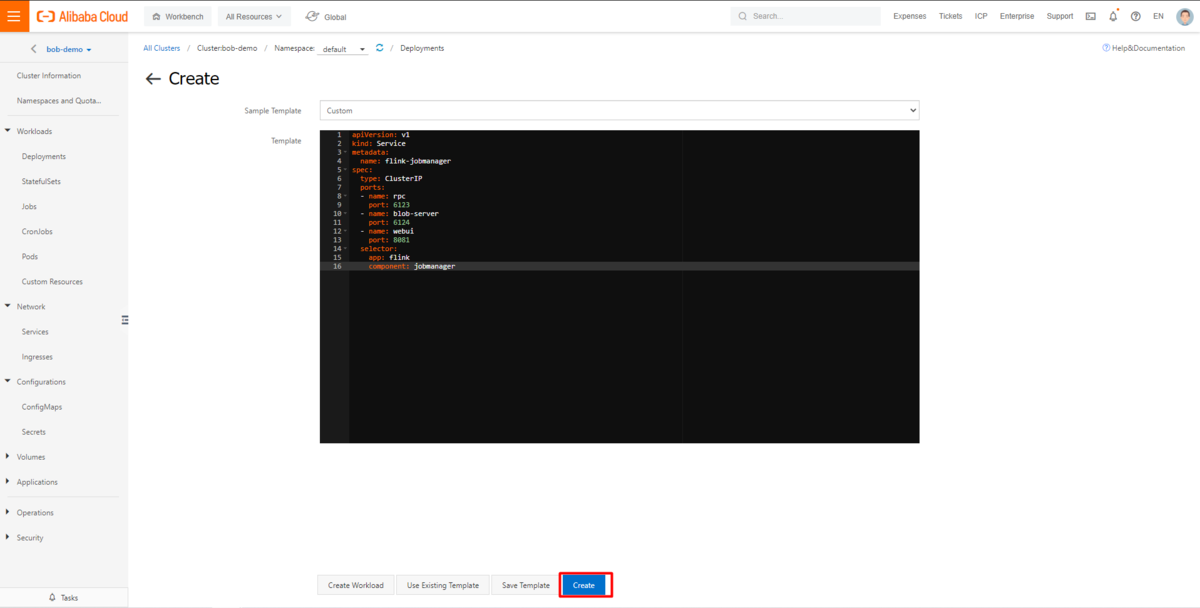 Alibaba Cloud
Workbench
All Resources
Global
Search...
Expenses
Tickets
ICP
Enterprise
Support
EN
bob-demo
All Clusters / Cluster:bob-demo / Namespace: default / Deployments
Help&Documentation
Cluster Information
Namespaces and Quota...
Workloads
Deployments
StatefulSets
Jobs
CronJobs
Pods
Custom Resources
Network
Services
Ingresses
Configurations
ConfigMaps
Secrets
Volumes
Applications
Operations
Security
Tasks
Create
Sample Template
Custom
Template
1 apiVersion: v1
2 kind: Service
3 metadata:
4 name: flink-jobmanager
5 spec:
6 type: ClusterIP
7 ports:
8 - name: rpc
9 port: 6123
10 - name: blob-server
11 port: 6124
12 - name: webui
13 port: 8081
14 selector:
15 app: flink
16 component: jobmanager
Create Workload
Use Existing Template
Save Template
Create